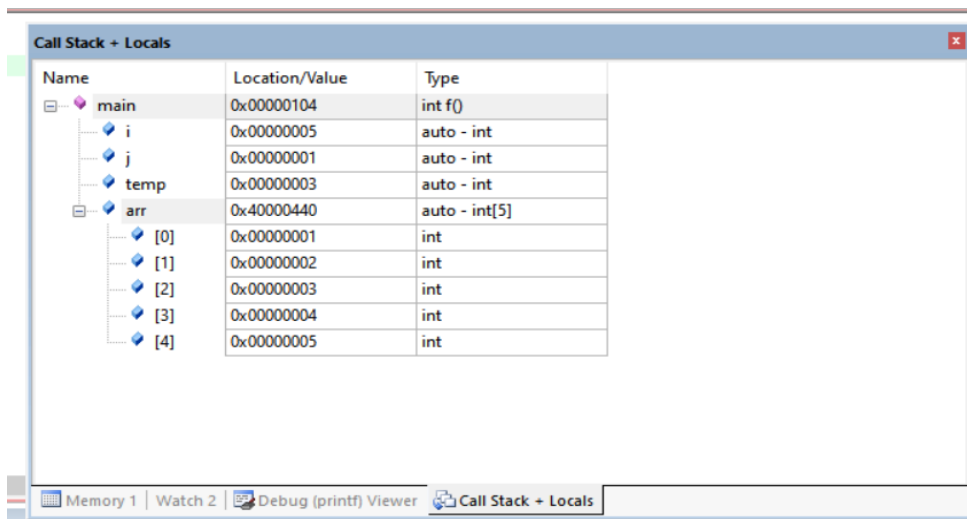 Call Stack + Locals
Name Location/Value Type
main 0x00000104 int f()
i 0x00000005 auto - int
j 0x00000001 auto - int
temp 0x00000003 auto - int
arr 0x40000440 auto - int[5]
[0] 0x00000001 int
[1] 0x00000002 int
[2] 0x00000003 int
[3] 0x00000004 int
[4] 0x00000005 int
Memory 1 | Watch 2 | Debug (printf) Viewer Call Stack + Locals